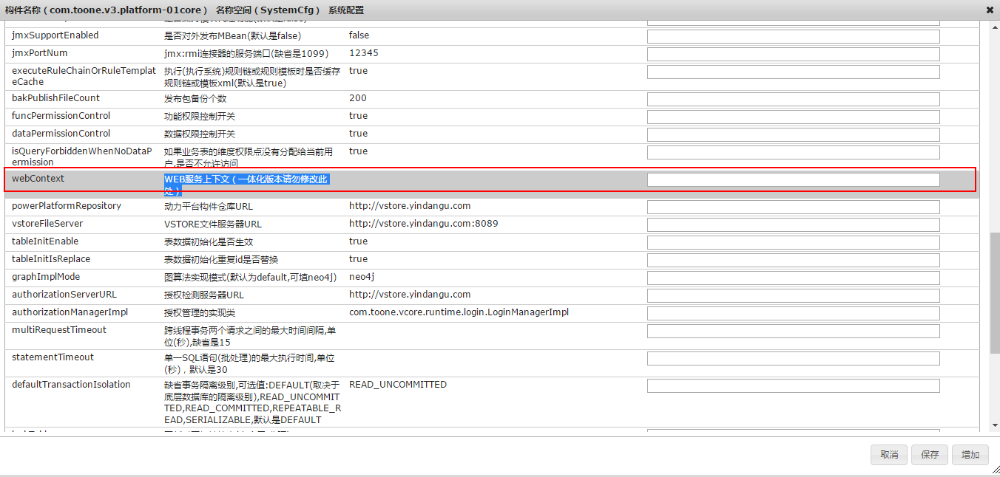 构件名称（com.toone.v3.platform-01core） 名称空间（SystemCfg） 系统配置
jmxSupportEnabled 是否对外发布MBean(默认是false) false
jmxPortNum jmx:rmi连接器的服务端口(缺省是1099) 12345
executeRuleChainOrRuleTemplat 执行(执行系统)规则链或规则模板时是否缓存 true
eCache 规则链或模板xml(默认是true)
bakPublishFileCount 发布包备份个数 200
funcPermissionControl 功能权限控制开关 true
dataPermissionControl 数据权限控制开关 true
isQueryForbiddenWhenNoDataP 如果业务表的维度权限点没有分配给当前用 true
ermission 户,是否不允许访问
webContext WEB服务上下文（一体化版本请勿修改此
处）
powerPlatformRepository 动力平台构件仓库URL http://vstore.yindangu.com
vstoreFileServer VSTORE文件服务器URL http://vstore.yindangu.com:8089
tableInitEnable 表数据初始化是否生效 true
tableInitIsReplace 表数据初始化重复id是否替换 true
graphImplMode 图算法实现模式(默认为default,可填neo4j) neo4j
authorizationServerURL 授权检测服务器URL http://vstore.yindangu.com
authorizationManagerImpl 授权管理的实现类 com.toone.vcore.runtime.login.LoginManagerImpl
multiRequestTimeout 跨线程事务两个请求之间的最大时间间隔,单
位(秒),缺省是15
statementTimeout 单一SQL语句(批处理)的最大执行时间,单位
(秒)，默认是30
defaultTransactionIsolation 缺省事务隔离级别,可选值:DEFAULT(取决于 READ_UNCOMMITTED
底层数据库的隔离级别),READ_UNCOMMIT
TED,READ_COMMITTED,REPEATABLE_R
EAD,SERIALIZABLE,默认是DEFAULT
取消 保存 增加